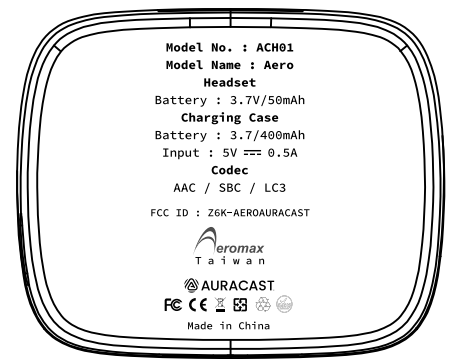 Model No. : ACH01
Model Name : Aero
Headset
Battery : 3.7V/50mAh
Charging Case
Battery : 3.7/400mAh
Input : 5V ⎓ 0.5A
Codec
AAC / SBC / LC3
FCC ID : Z6K-AEROAURACAST
Aeromax
Taiwan
AURACAST
FC CE
Made in China